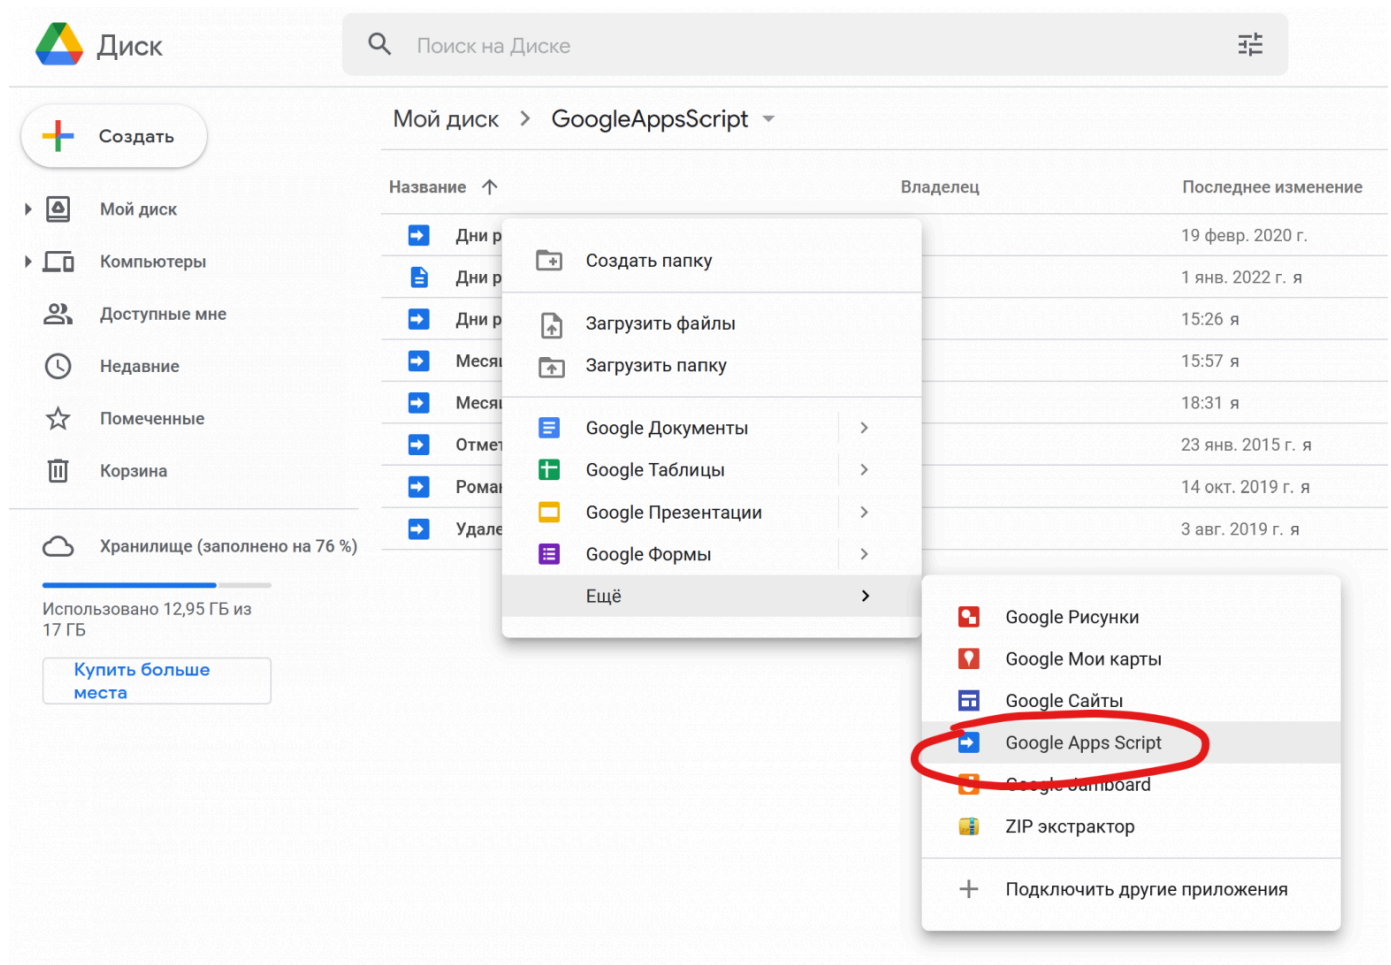 Диск
Поиск на Диске
Создать
Мой диск
Компьютеры
Доступные мне
Недавние
Помеченные
Корзина
Хранилище (заполнено на 76 %)
Использовано 12,95 ГБ из
17 ГБ
Купить больше
места
Мой диск > GoogleAppsScript
Название Владелец Последнее изменение
Дни р 19 февр. 2020 г.
Дни р 1 янв. 2022 г. я
Дни р 15:26 я
Меся 15:57 я
Меся 18:31 я
Отмет 23 янв. 2015 г. я
Рома 14 окт. 2019 г. я
Удале 3 авг. 2019 г. я
Создать папку
Загрузить файлы
Загрузить папку
Google Документы
Google Таблицы
Google Презентации
Google Формы
Ещё
Google Рисунки
Google Мои карты
Google Сайты
Google Apps Script
Google Jamboard
ZIP экстрактор
Подключить другие приложения